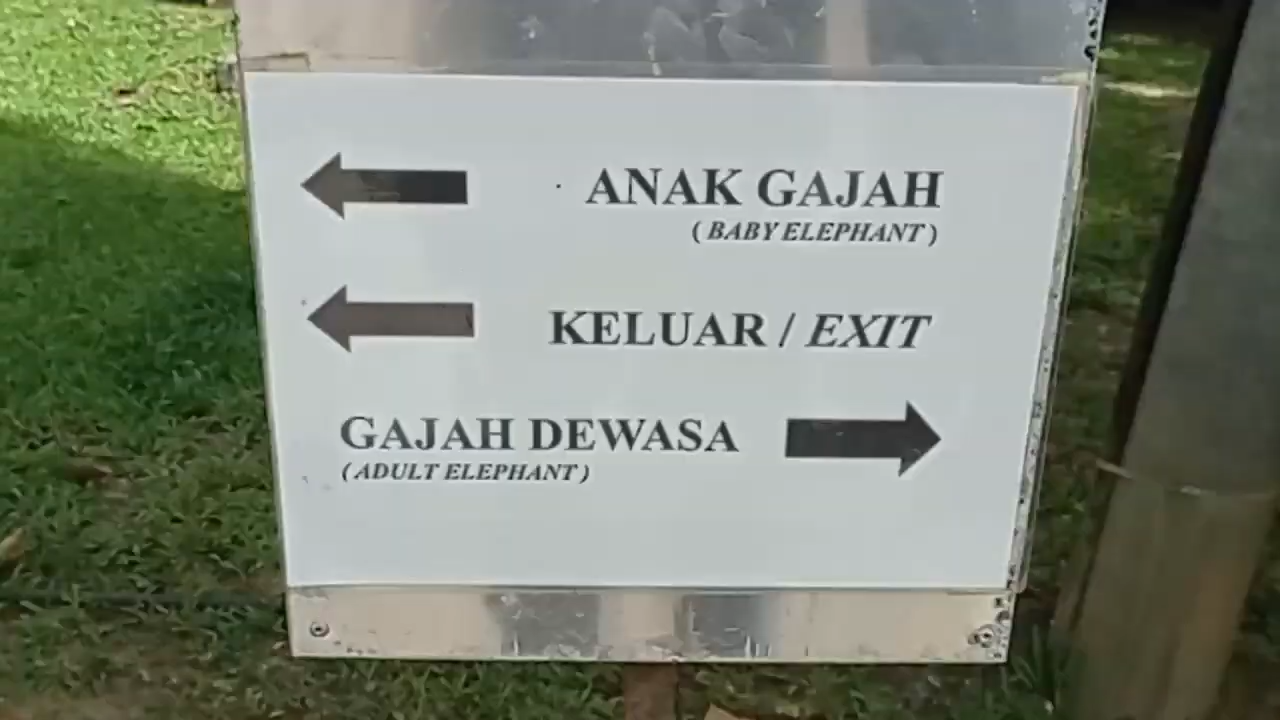 ANAK GAJAH
( BABY ELEPHANT )
KELUAR / EXIT
GAJAH DEWASA
( ADULT ELEPHANT )